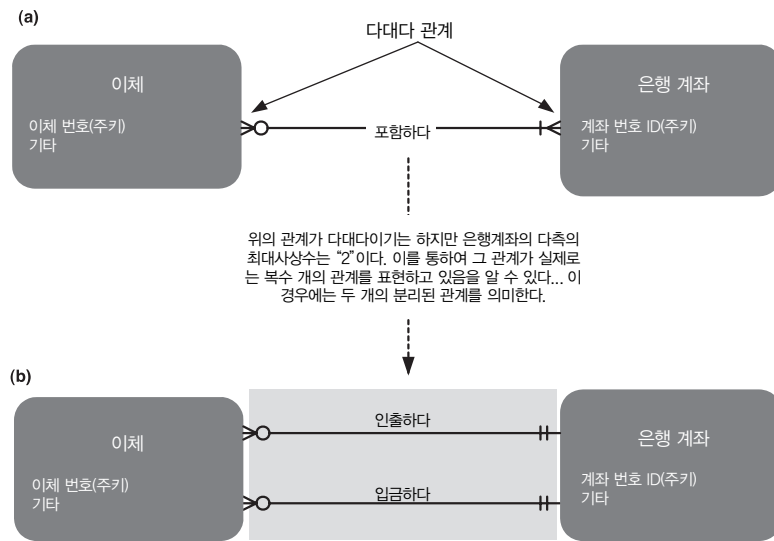 (a)
다대다 관계
이체
이체 번호(주키)
기타
은행 계좌
계좌 번호 ID(주키)
기타
포함하다
위의 관계가 다대다이기는 하지만 은행계좌의 다측의
최대사상수는 “2”이다. 이를 통하여 그 관계가 실제로
는 복수 개의 관계를 표현하고 있음을 알 수 있다... 이
경우에는 두 개의 분리된 관계를 의미한다.
(b)
이체
이체 번호(주키)
기타
인출하다
입금하다
은행 계좌
계좌 번호 ID(주키)
기타